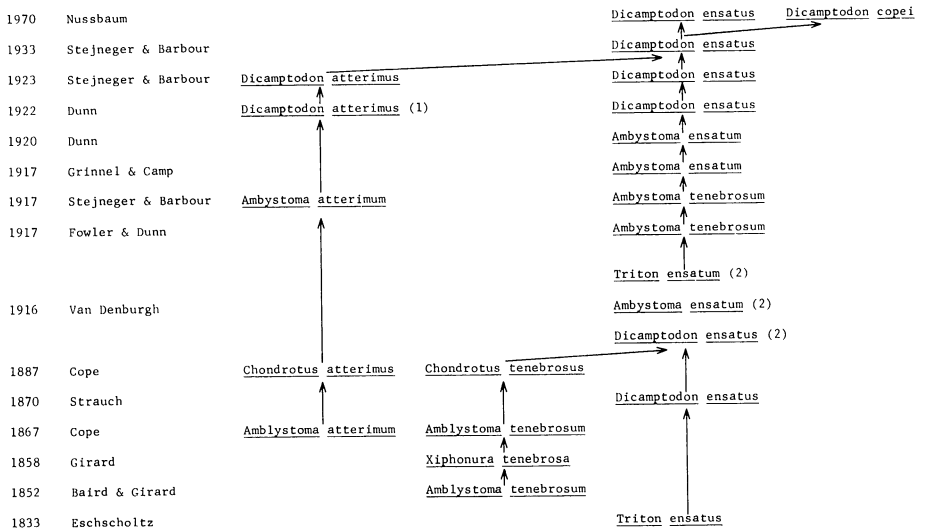 1970 Nussbaum Dicamptodon ensatus Dicamptodon copei
1933 Stejneger & Barbour Dicamptodon ensatus
1923 Stejneger & Barbour Dicamptodon atterimus Dicamptodon ensatus
1922 Dunn Dicamptodon atterimus (1) Dicamptodon ensatus
1920 Dunn Ambystoma ensatum
1917 Grinnel & Camp Ambystoma ensatum
1917 Stejneger & Barbour Ambystoma atterimum Ambystoma tenebrosum
1917 Fowler & Dunn Ambystoma tenebrosum
Triton ensatum (2)
1916 Van Denburgh Ambystoma ensatum (2)
Dicamptodon ensatus (2)
1887 Cope Chondrotus atterimus Chondrotus tenebrosus
1870 Strauch Dicamptodon ensatus
1867 Cope Amblystoma atterimum Amblystoma tenebrosum
1858 Girard Xiphonura tenebrosa
1852 Baird & Girard Amblystoma tenebrosum
1833 Eschscholtz Triton ensatus